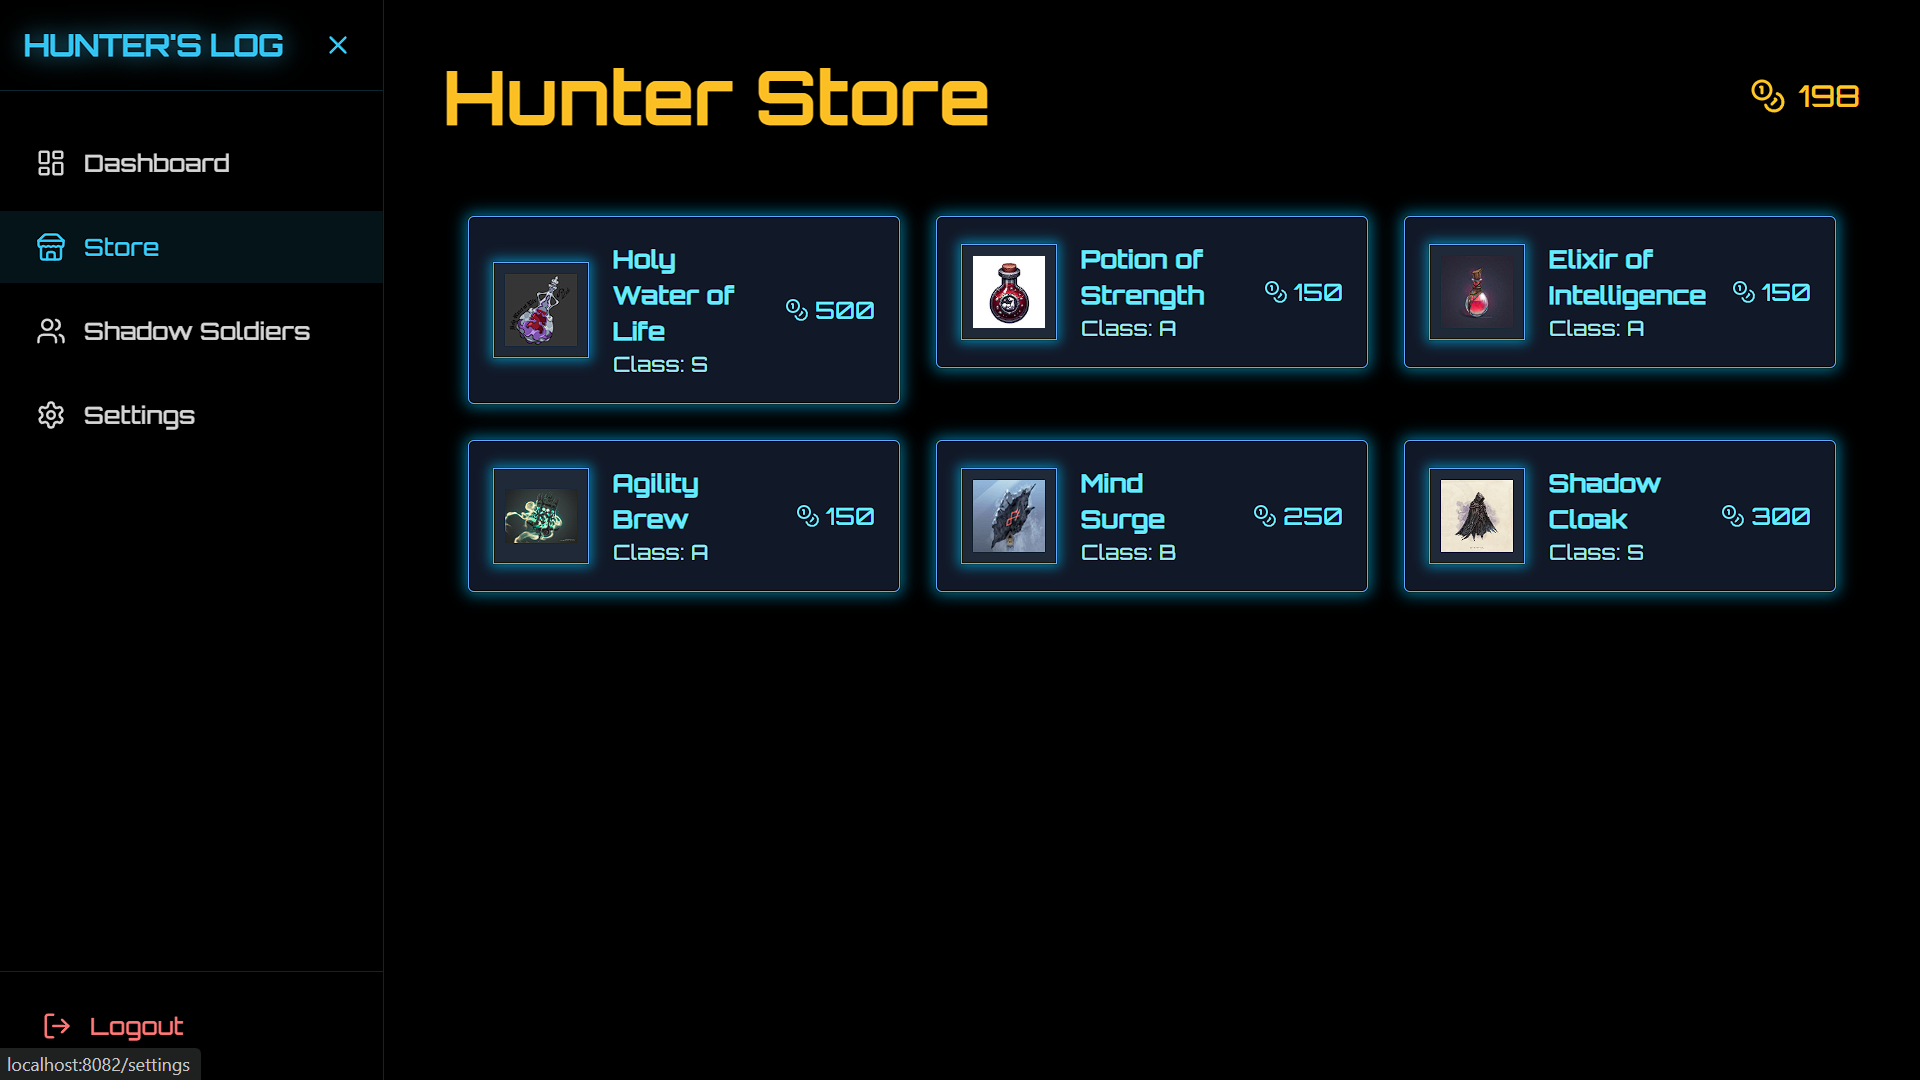 HUNTER'S LOG
Dashboard
Store
Shadow Soldiers
Settings
Logout
localhost:8082/settings
Hunter Store
198
Holy
Water of
Life
Class: S
500
Potion of
Strength
Class: A
150
Elixir of
Intelligence
Class: A
150
Agility
Brew
Class: A
150
Mind
Surge
Class: B
250
Shadow
Cloak
Class: S
300